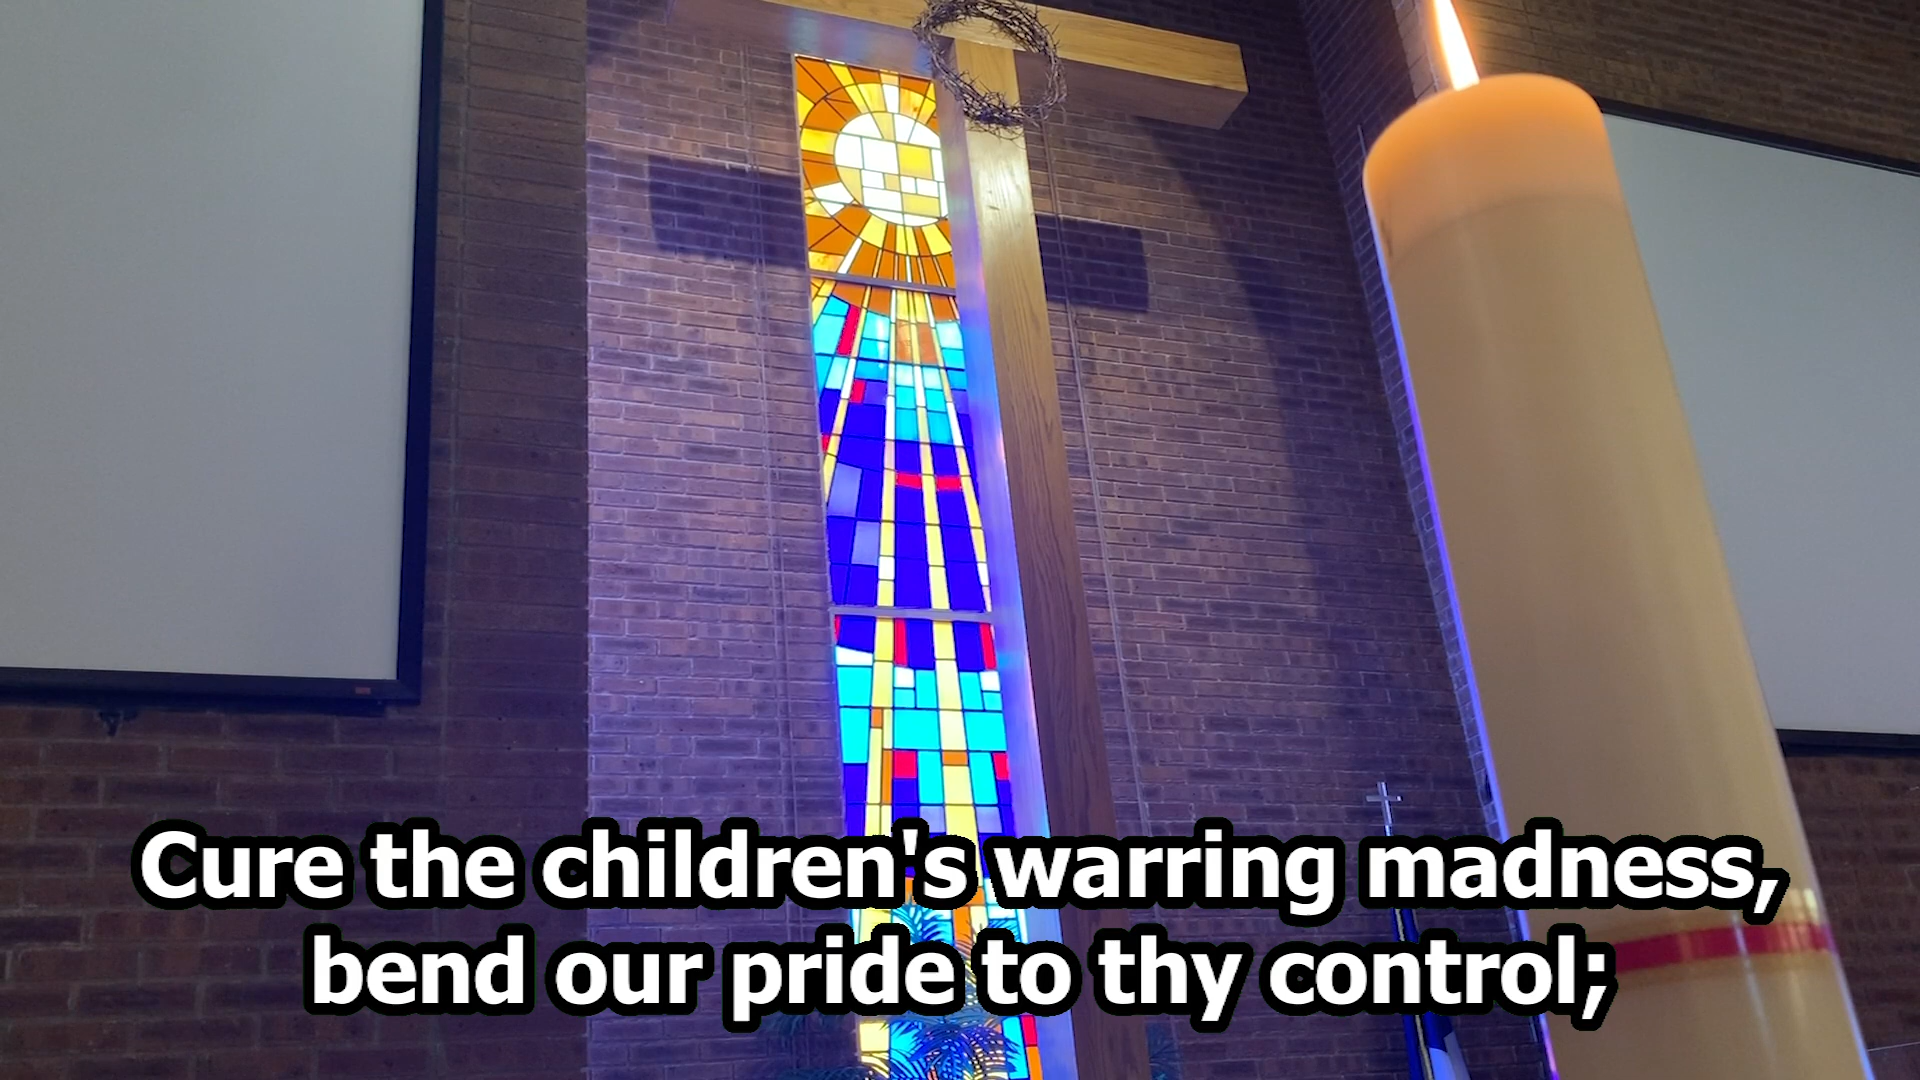 Cure the children's warring madness,
bend our pride to thy control;